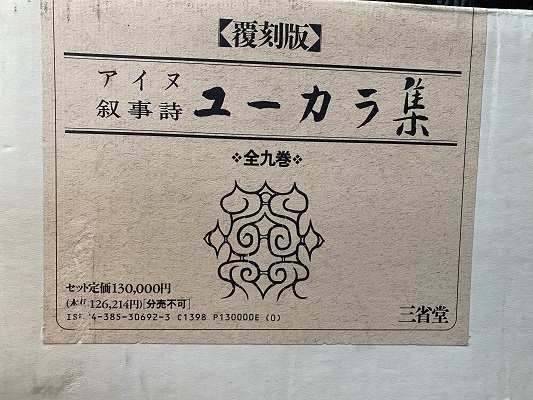 【覆刻版】
アイヌ
叙事詩 ユーカラ集
❖全九巻❖
セット定価130,000円
(本体126,214円)[分売不可]
4-385-30692-3 C1398 P130000E (0)
三省堂